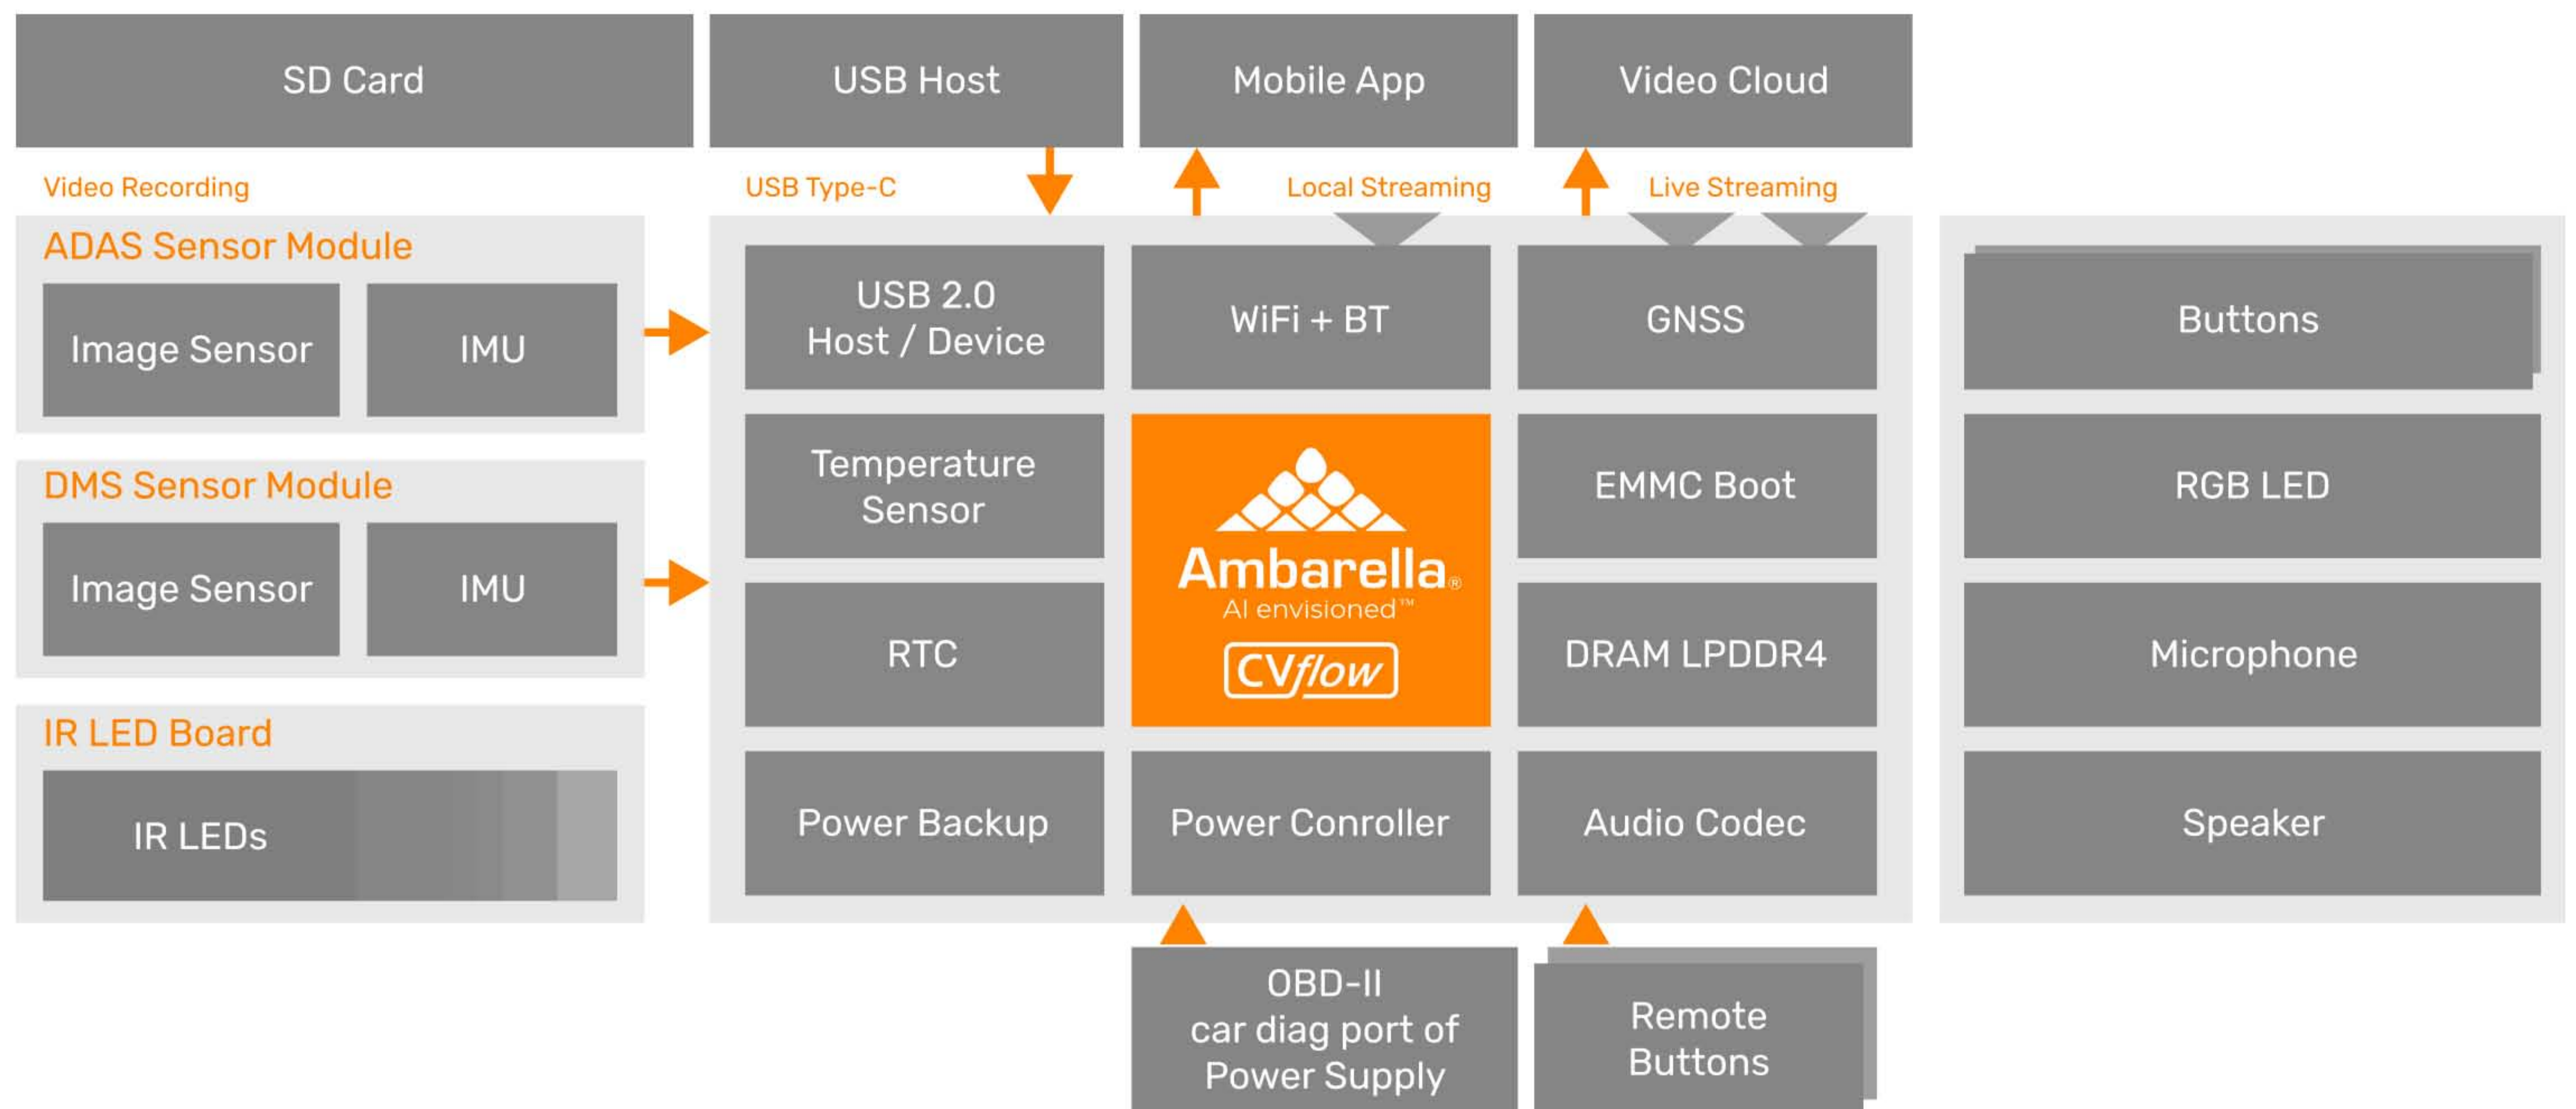 SD Card
USB Host
Mobile App
Video Cloud
Video Recording
USB Type-C
Local Streaming
Live Streaming
ADAS Sensor Module
Image Sensor
IMU
DMS Sensor Module
Image Sensor
IMU
IR LED Board
IR LEDs
USB 2.0
Host / Device
WiFi + BT
GNSS
Temperature
Sensor
Ambarella®
AI envisioned™
CVflow
EMMC Boot
RTC
DRAM LPDDR4
Power Backup
Power Conroller
Audio Codec
Buttons
RGB LED
Microphone
Speaker
OBD-II
car diag port of
Power Supply
Remote
Buttons